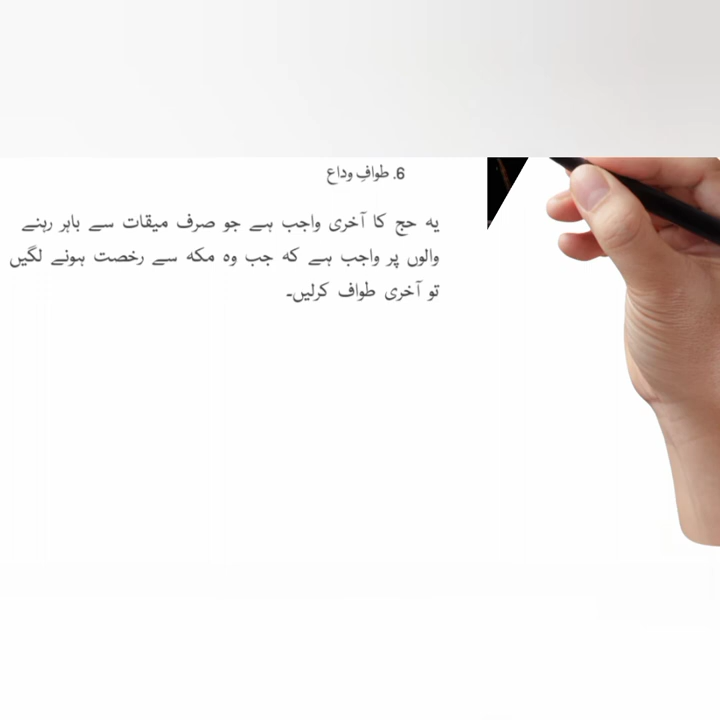 6. طوافِ وداع
یہ حج کا آخری واجب ہے جو صرف میقات سے باہر رہنے
والوں پر واجب ہے کہ جب وہ مکہ سے رخصت ہونے لگیں
تو آخری طواف کرلیں۔